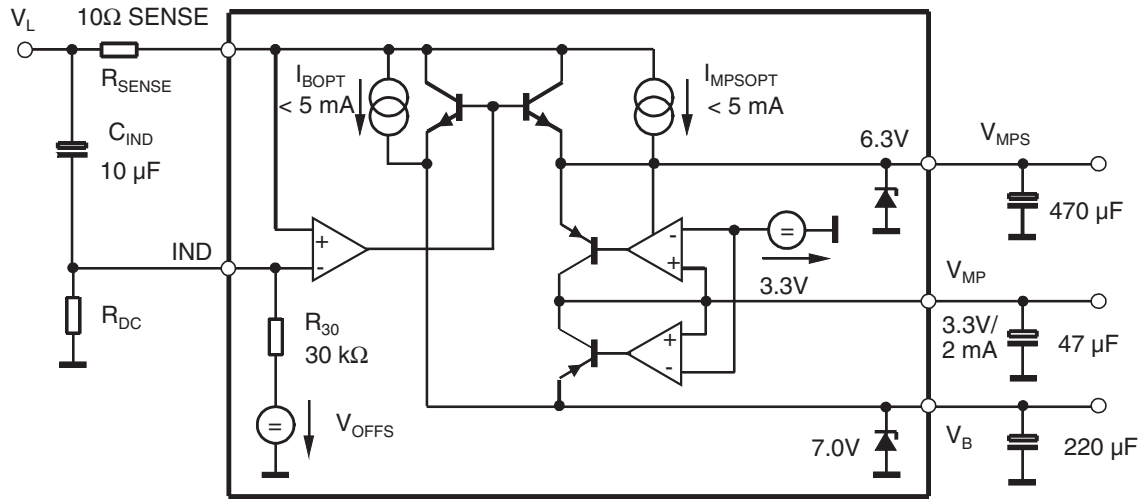 V_L
10Ω SENSE
R_SENSE
C_IND
10 µF
IND
R_DC
I_BOPT
< 5 mA
I_MPSOPT
< 5 mA
6.3V
V_MPS
470 µF
+
-
-
+
=
3.3V
V_MP
3.3V/
2 mA
47 µF
R_30
30 kΩ
+
-
=
V_OFFS
7.0V
V_B
220 µF